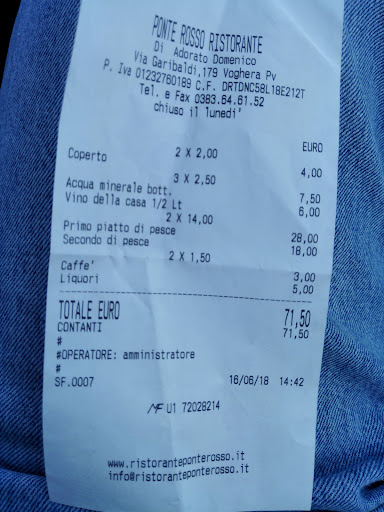 PONTE ROSSO RISTORANTE
Di Adorato Domenico
Via Garibaldi,179 Voghera Pv
P. Iva 01232760189 C.F. DRTDNC58L18E212T
Tel. e Fax 0383.64.61.52
chiuso il lunedi'
EURO
2 X 2,00
Coperto 4,00
3 X 2,50
Acqua minerale bott. 7,50
Vino della casa 1/2 Lt 6,00
2 X 14,00
Primo piatto di pesce 28,00
Secondo di pesce 18,00
2 X 1,50
Caffe' 3,00
Liquori 5,00
TOTALE EURO 71,50
CONTANTI 71,50
#
#OPERATORE: amministratore
#
SF.0007 16/06/18 14:42
MF U1 72028214
www.ristoranteponterosso.it
info@ristoranteponterosso.it